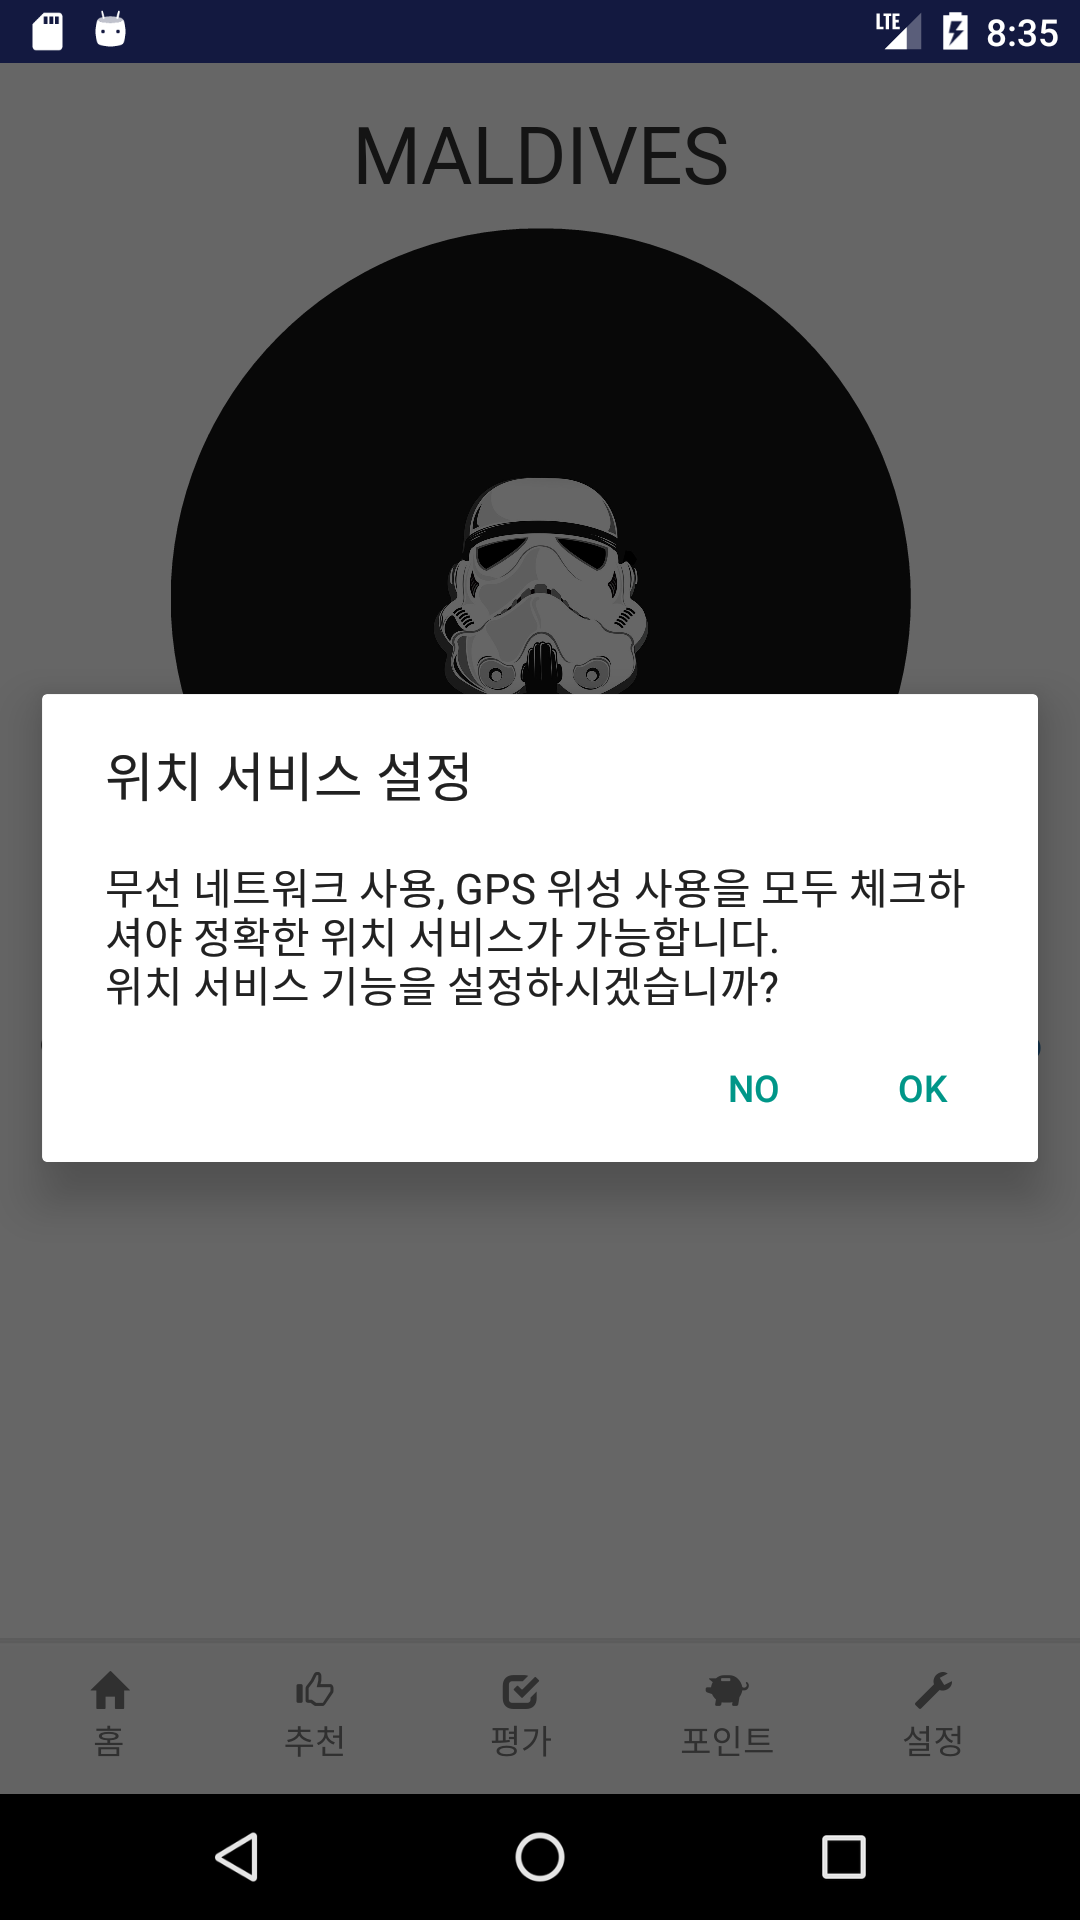 LTE 8:35
MALDIVES
위치 서비스 설정
무선 네트워크 사용, GPS 위성 사용을 모두 체크하
셔야 정확한 위치 서비스가 가능합니다.
위치 서비스 기능을 설정하시겠습니까?
NO OK
홈 추천 평가 포인트 설정